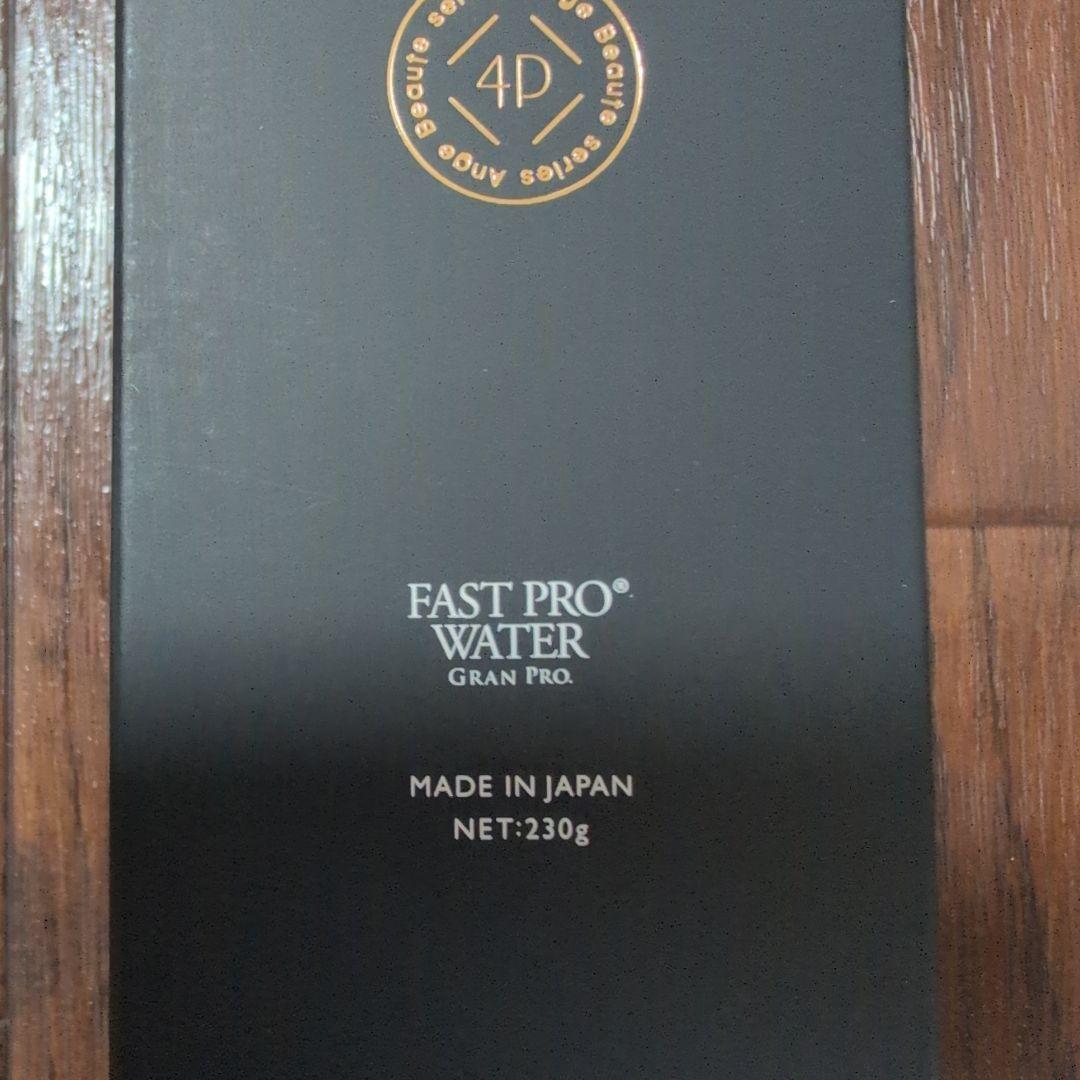 Ange Beaute series
4P
FAST PRO®
WATER
GRAN PRO.
MADE IN JAPAN
NET:230g